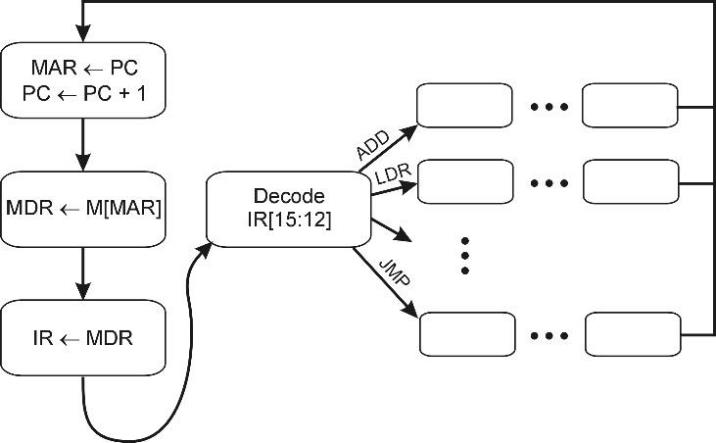 MAR ← PC
PC ← PC + 1
MDR ← M[MAR]
IR ← MDR
Decode
IR[15:12]
ADD
LDR
JMP